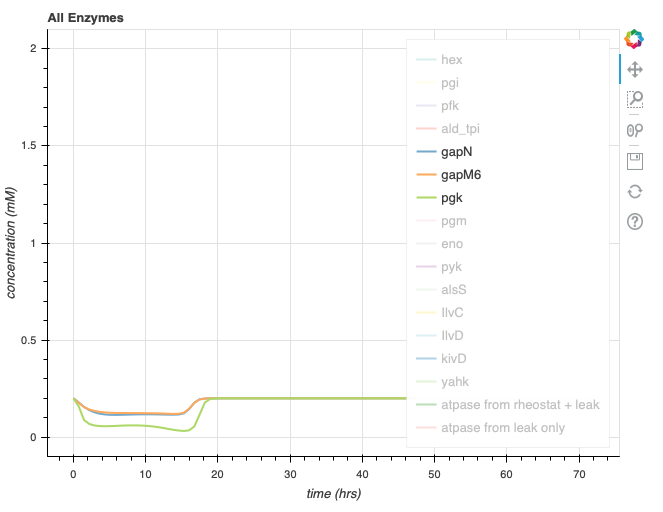 All Enzymes
2
1.5
1
0.5
0
concentration (mM)
0
10
20
30
40
50
60
70
time (hrs)
hex
pgi
pfk
ald_tpi
gapN
gapM6
pgk
pgm
eno
pyk
alsS
IlvC
IlvD
kivD
yahk
atpase from rheostat + leak
atpase from leak only
?